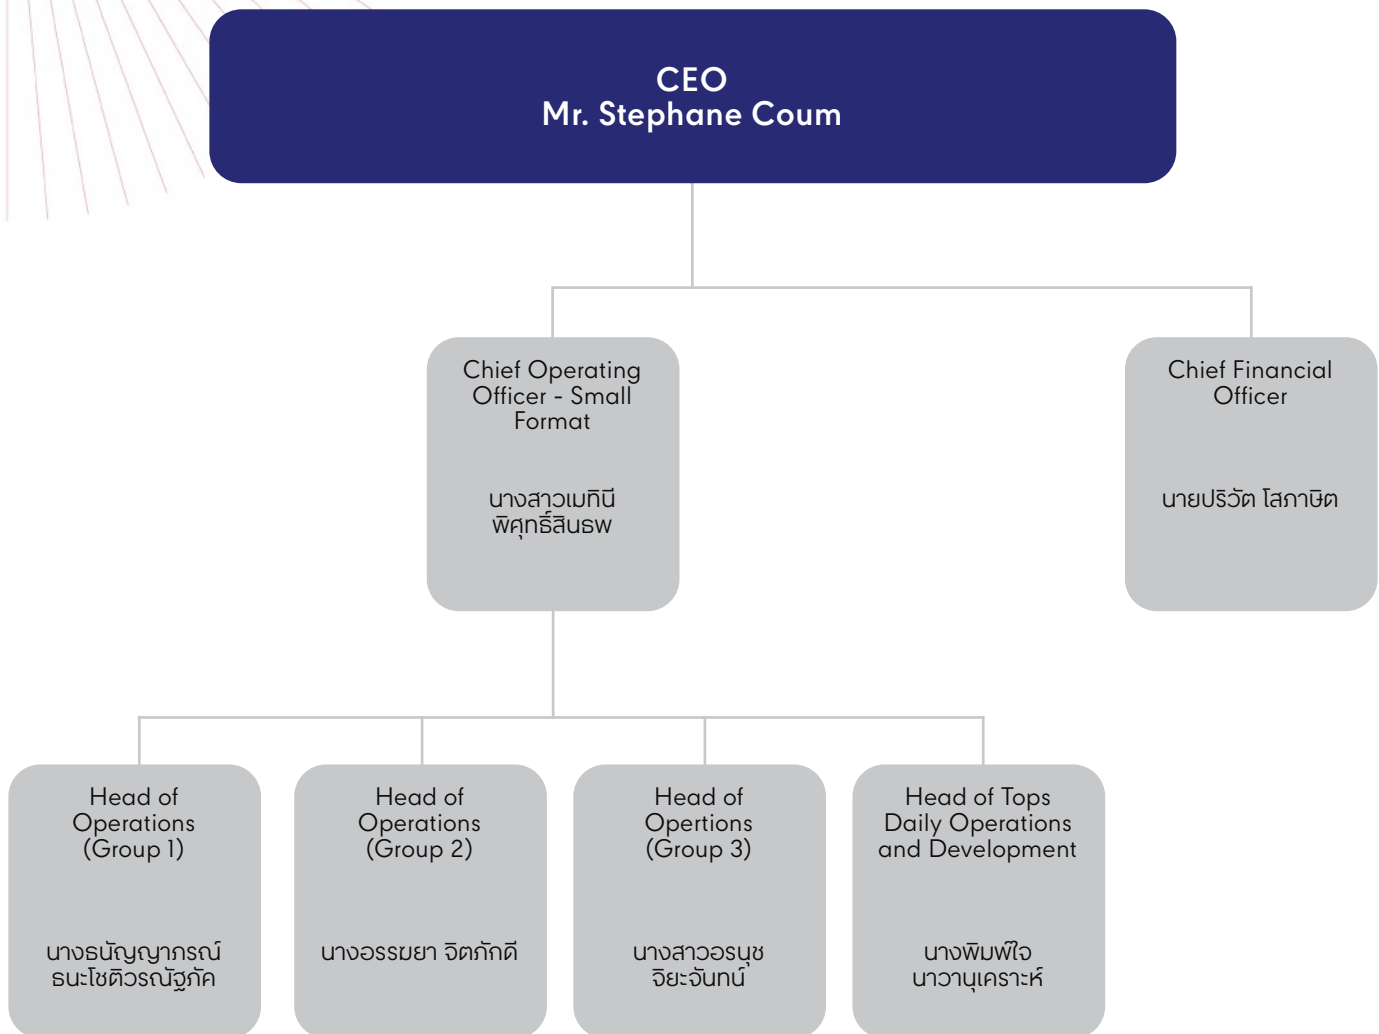 CEO
Mr. Stephane Coum
Chief Operating
Officer - Small
Format
นางสาวเมทินี
พิศุทธิ์สินธพ
Chief Financial
Officer
นายปริวัต โสภาษิต
Head of
Operations
(Group 1)
นางธนัญญาภรณ์
ธนะโชติวรณัฐภัค
Head of
Operations
(Group 2)
นางอรรฆยา จิตภักดี
Head of
Opertions
(Group 3)
นางสาวอรนุช
จิยะจันทน์
Head of Tops
Daily Operations
and Development
นางพิมพ์ใจ
นาวานุเคราะห์